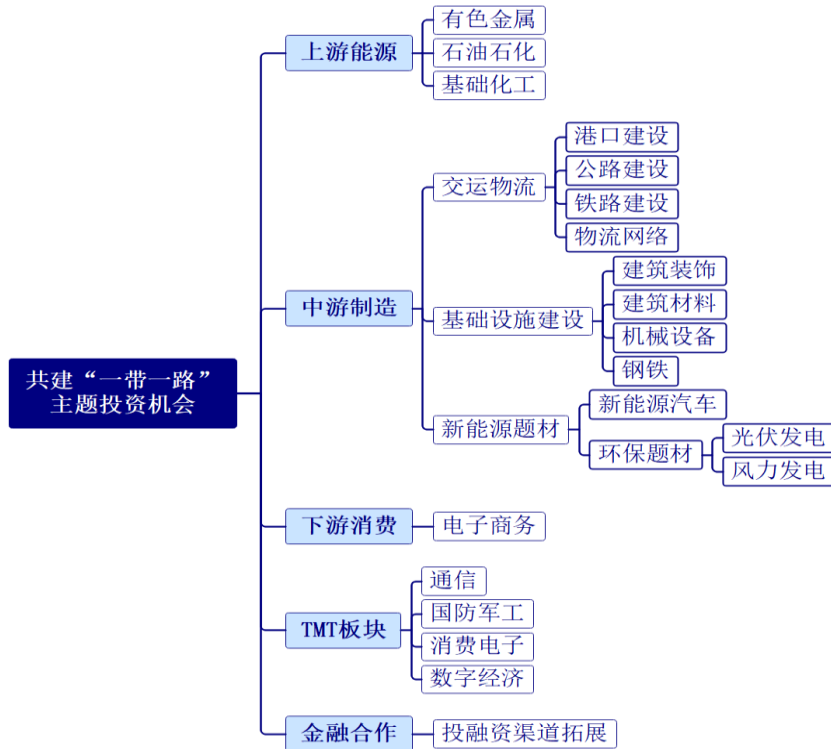 共建“一带一路”
主题投资机会
上游能源
有色金属
石油石化
基础化工
中游制造
交运物流
港口建设
公路建设
铁路建设
物流网络
基础设施建设
建筑装饰
建筑材料
机械设备
钢铁
新能源题材
新能源汽车
环保题材
光伏发电
风力发电
下游消费
电子商务
TMT板块
通信
国防军工
消费电子
数字经济
金融合作
投融资渠道拓展